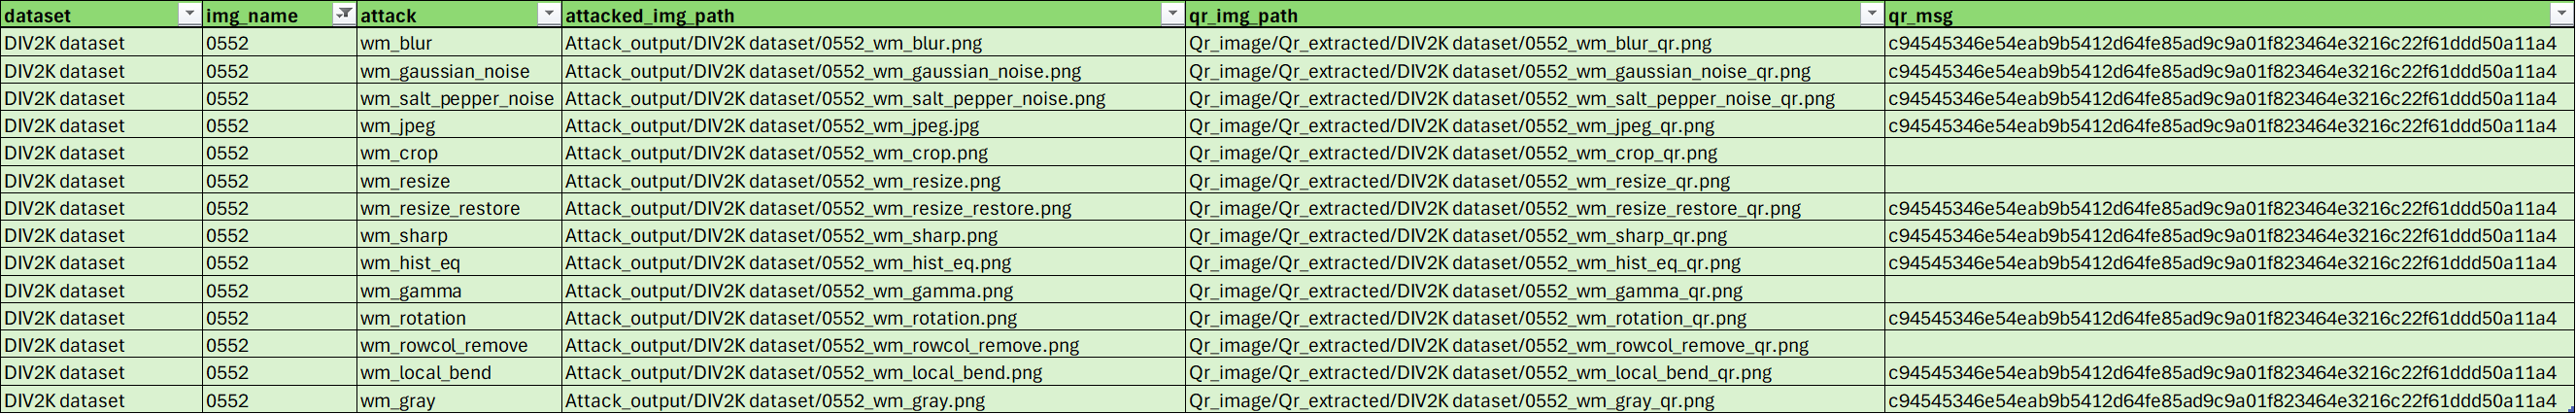 dataset img_name attack attacked_img_path qr_img_path qr_msg
DIV2K dataset 0552 wm_blur Attack_output/DIV2K dataset/0552_wm_blur.png Qr_image/Qr_extracted/DIV2K dataset/0552_wm_blur_qr.png c94545346e54eab9b5412d64fe85ad9c9a01f823464e3216c22f61ddd50a11a4
DIV2K dataset 0552 wm_gaussian_noise Attack_output/DIV2K dataset/0552_wm_gaussian_noise.png Qr_image/Qr_extracted/DIV2K dataset/0552_wm_gaussian_noise_qr.png c94545346e54eab9b5412d64fe85ad9c9a01f823464e3216c22f61ddd50a11a4
DIV2K dataset 0552 wm_salt_pepper_noise Attack_output/DIV2K dataset/0552_wm_salt_pepper_noise.png Qr_image/Qr_extracted/DIV2K dataset/0552_wm_salt_pepper_noise_qr.png c94545346e54eab9b5412d64fe85ad9c9a01f823464e3216c22f61ddd50a11a4
DIV2K dataset 0552 wm_jpeg Attack_output/DIV2K dataset/0552_wm_jpeg.jpg Qr_image/Qr_extracted/DIV2K dataset/0552_wm_jpeg_qr.png c94545346e54eab9b5412d64fe85ad9c9a01f823464e3216c22f61ddd50a11a4
DIV2K dataset 0552 wm_crop Attack_output/DIV2K dataset/0552_wm_crop.png Qr_image/Qr_extracted/DIV2K dataset/0552_wm_crop_qr.png
DIV2K dataset 0552 wm_resize Attack_output/DIV2K dataset/0552_wm_resize.png Qr_image/Qr_extracted/DIV2K dataset/0552_wm_resize_qr.png
DIV2K dataset 0552 wm_resize_restore Attack_output/DIV2K dataset/0552_wm_resize_restore.png Qr_image/Qr_extracted/DIV2K dataset/0552_wm_resize_restore_qr.png c94545346e54eab9b5412d64fe85ad9c9a01f823464e3216c22f61ddd50a11a4
DIV2K dataset 0552 wm_sharp Attack_output/DIV2K dataset/0552_wm_sharp.png Qr_image/Qr_extracted/DIV2K dataset/0552_wm_sharp_qr.png c94545346e54eab9b5412d64fe85ad9c9a01f823464e3216c22f61ddd50a11a4
DIV2K dataset 0552 wm_hist_eq Attack_output/DIV2K dataset/0552_wm_hist_eq.png Qr_image/Qr_extracted/DIV2K dataset/0552_wm_hist_eq_qr.png c94545346e54eab9b5412d64fe85ad9c9a01f823464e3216c22f61ddd50a11a4
DIV2K dataset 0552 wm_gamma Attack_output/DIV2K dataset/0552_wm_gamma.png Qr_image/Qr_extracted/DIV2K dataset/0552_wm_gamma_qr.png
DIV2K dataset 0552 wm_rotation Attack_output/DIV2K dataset/0552_wm_rotation.png Qr_image/Qr_extracted/DIV2K dataset/0552_wm_rotation_qr.png c94545346e54eab9b5412d64fe85ad9c9a01f823464e3216c22f61ddd50a11a4
DIV2K dataset 0552 wm_rowcol_remove Attack_output/DIV2K dataset/0552_wm_rowcol_remove.png Qr_image/Qr_extracted/DIV2K dataset/0552_wm_rowcol_remove_qr.png
DIV2K dataset 0552 wm_local_bend Attack_output/DIV2K dataset/0552_wm_local_bend.png Qr_image/Qr_extracted/DIV2K dataset/0552_wm_local_bend_qr.png c94545346e54eab9b5412d64fe85ad9c9a01f823464e3216c22f61ddd50a11a4
DIV2K dataset 0552 wm_gray Attack_output/DIV2K dataset/0552_wm_gray.png Qr_image/Qr_extracted/DIV2K dataset/0552_wm_gray_qr.png c94545346e54eab9b5412d64fe85ad9c9a01f823464e3216c22f61ddd50a11a4